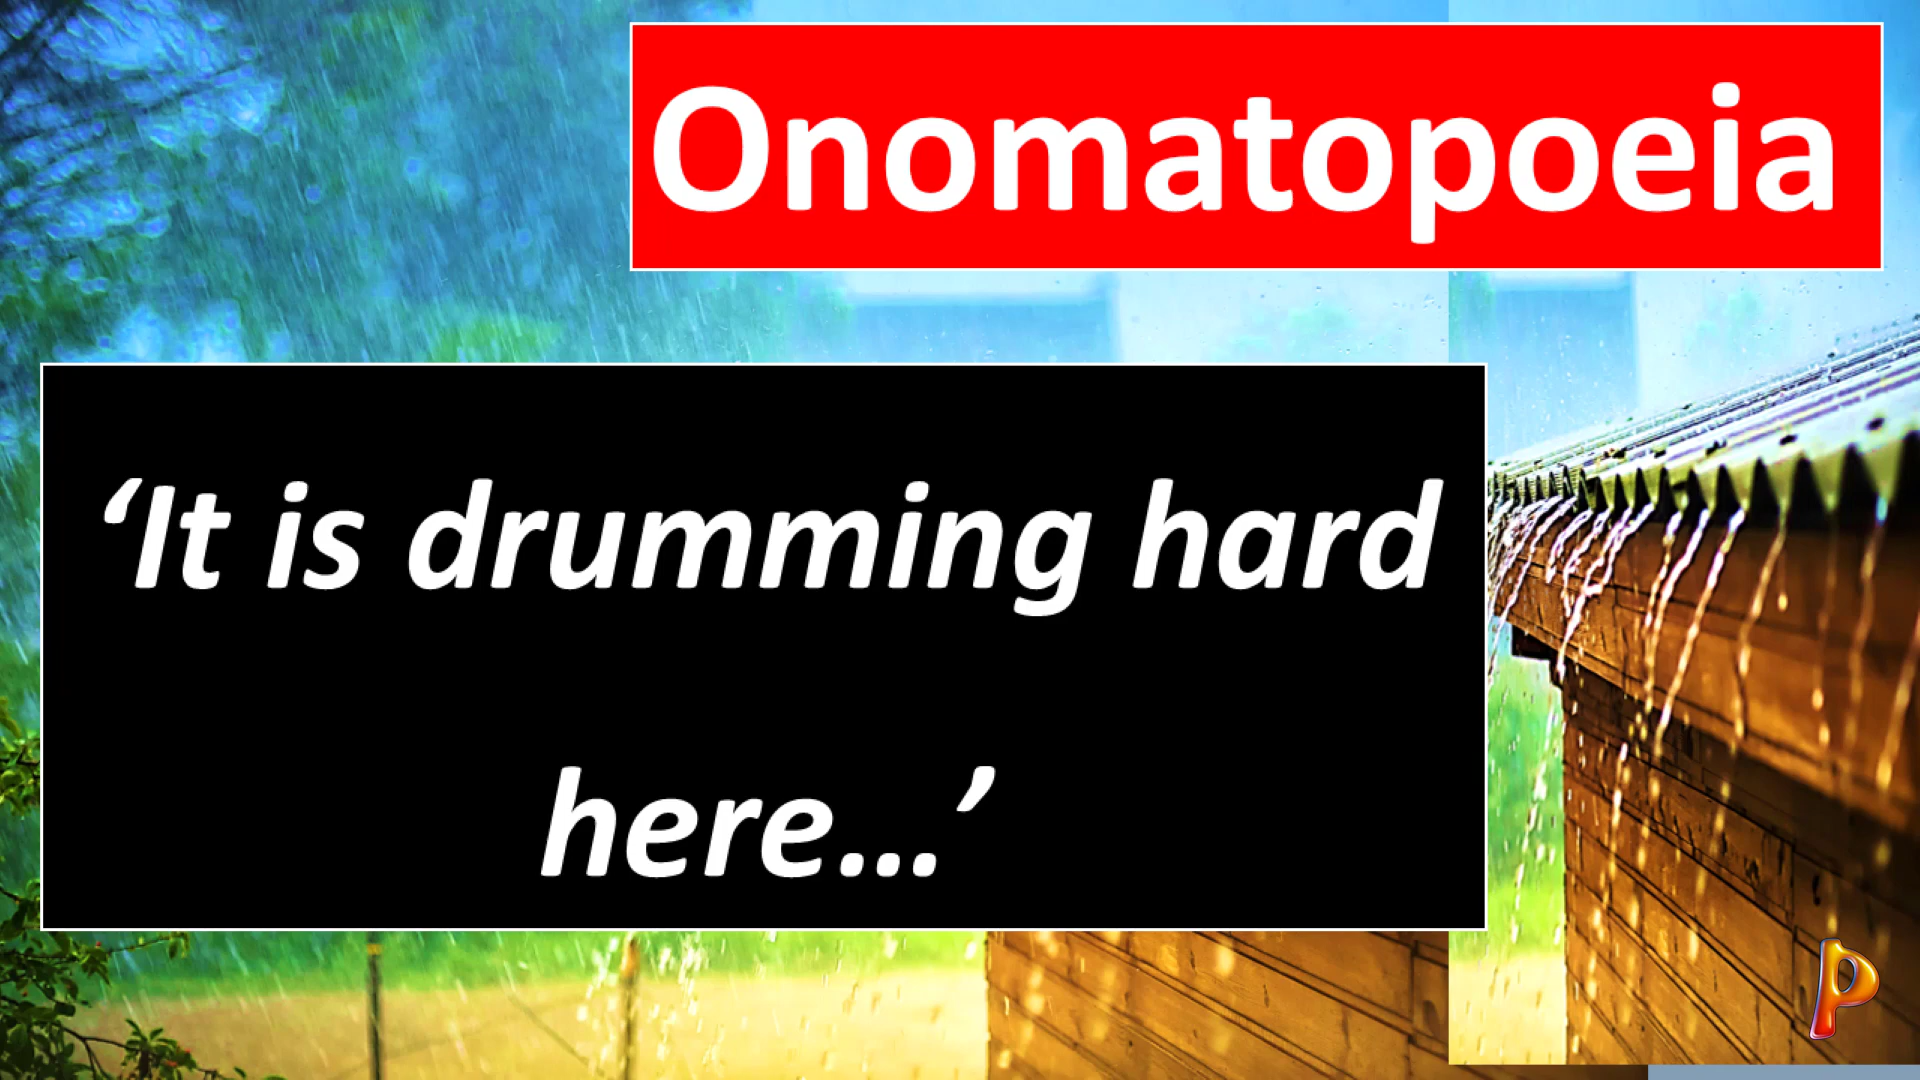 Onomatopoeia
‘It is drumming hard
here...’
P